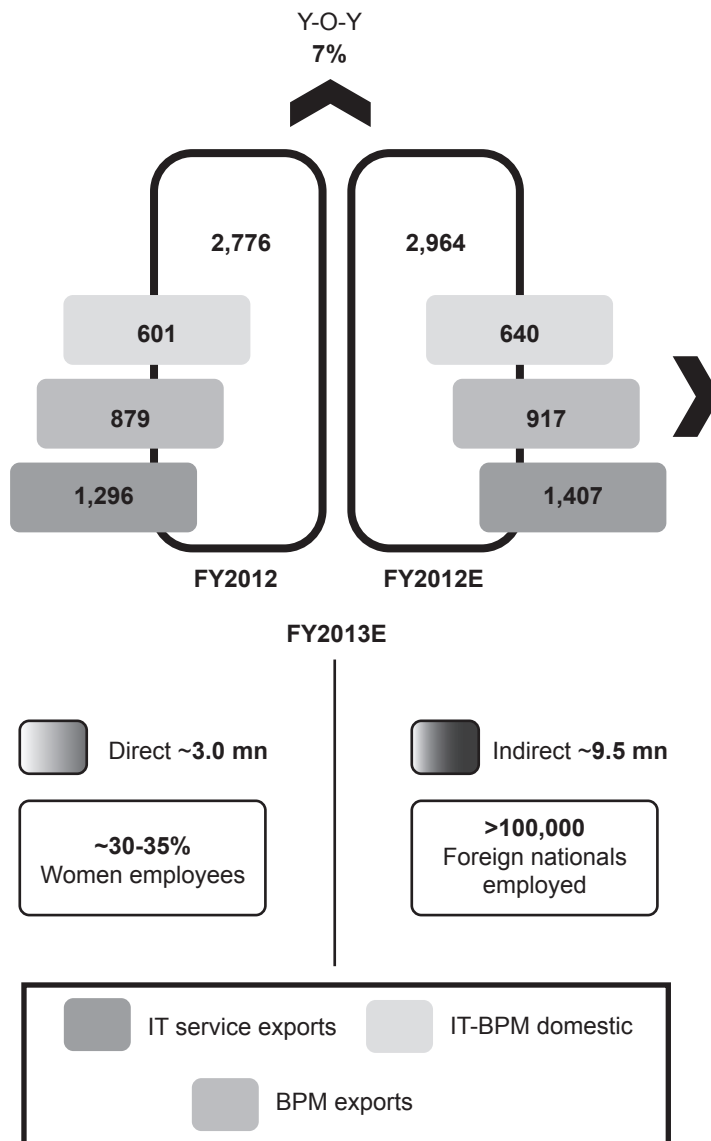 Y-O-Y
7%
2,776
2,964
601
640
879
917
1,296
1,407
FY2012
FY2012E
FY2013E
Direct ~3.0 mn
Indirect ~9.5 mn
~30-35%
Women employees
>100,000
Foreign nationals
employed
IT service exports
IT-BPM domestic
BPM exports